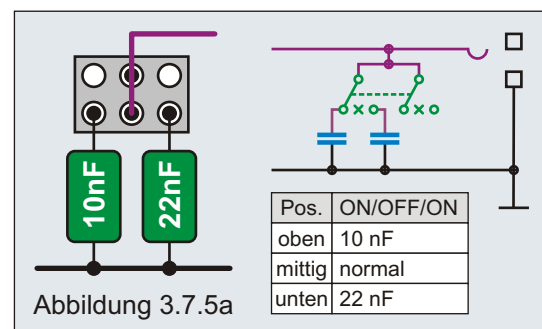 10nF
22nF
Abbildung 3.7.5a
Pos. ON/OFF/ON
oben 10 nF
mittig normal
unten 22 nF